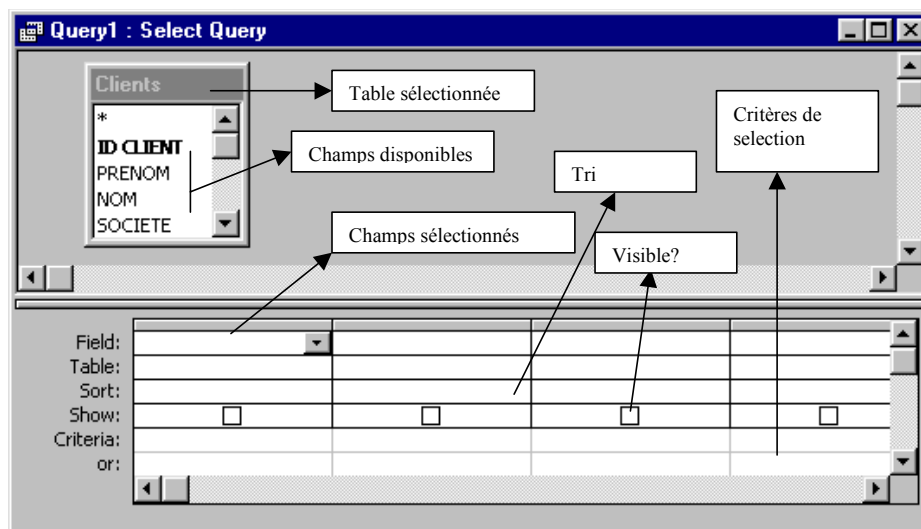 Query1 : Select Query
Clients
*
ID CLIENT
PRENOM
NOM
SOCIETE
Table sélectionnée
Champs disponibles
Champs sélectionnés
Tri
Visible?
Critères de
selection
Field:
Table:
Sort:
Show:
Criteria:
or: